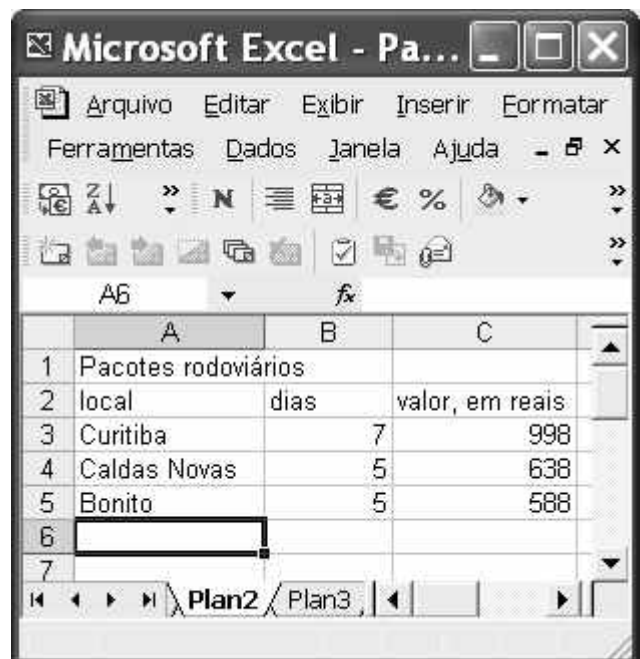 Microsoft Excel - Pa...
Arquivo Editar Exibir Inserir Formatar
Ferramentas Dados Janela Ajuda
N € %
A6 fx
A B C
1 Pacotes rodoviários
2 local dias valor, em reais
3 Curitiba 7 998
4 Caldas Novas 5 638
5 Bonito 5 588
6
7
Plan2 Plan3